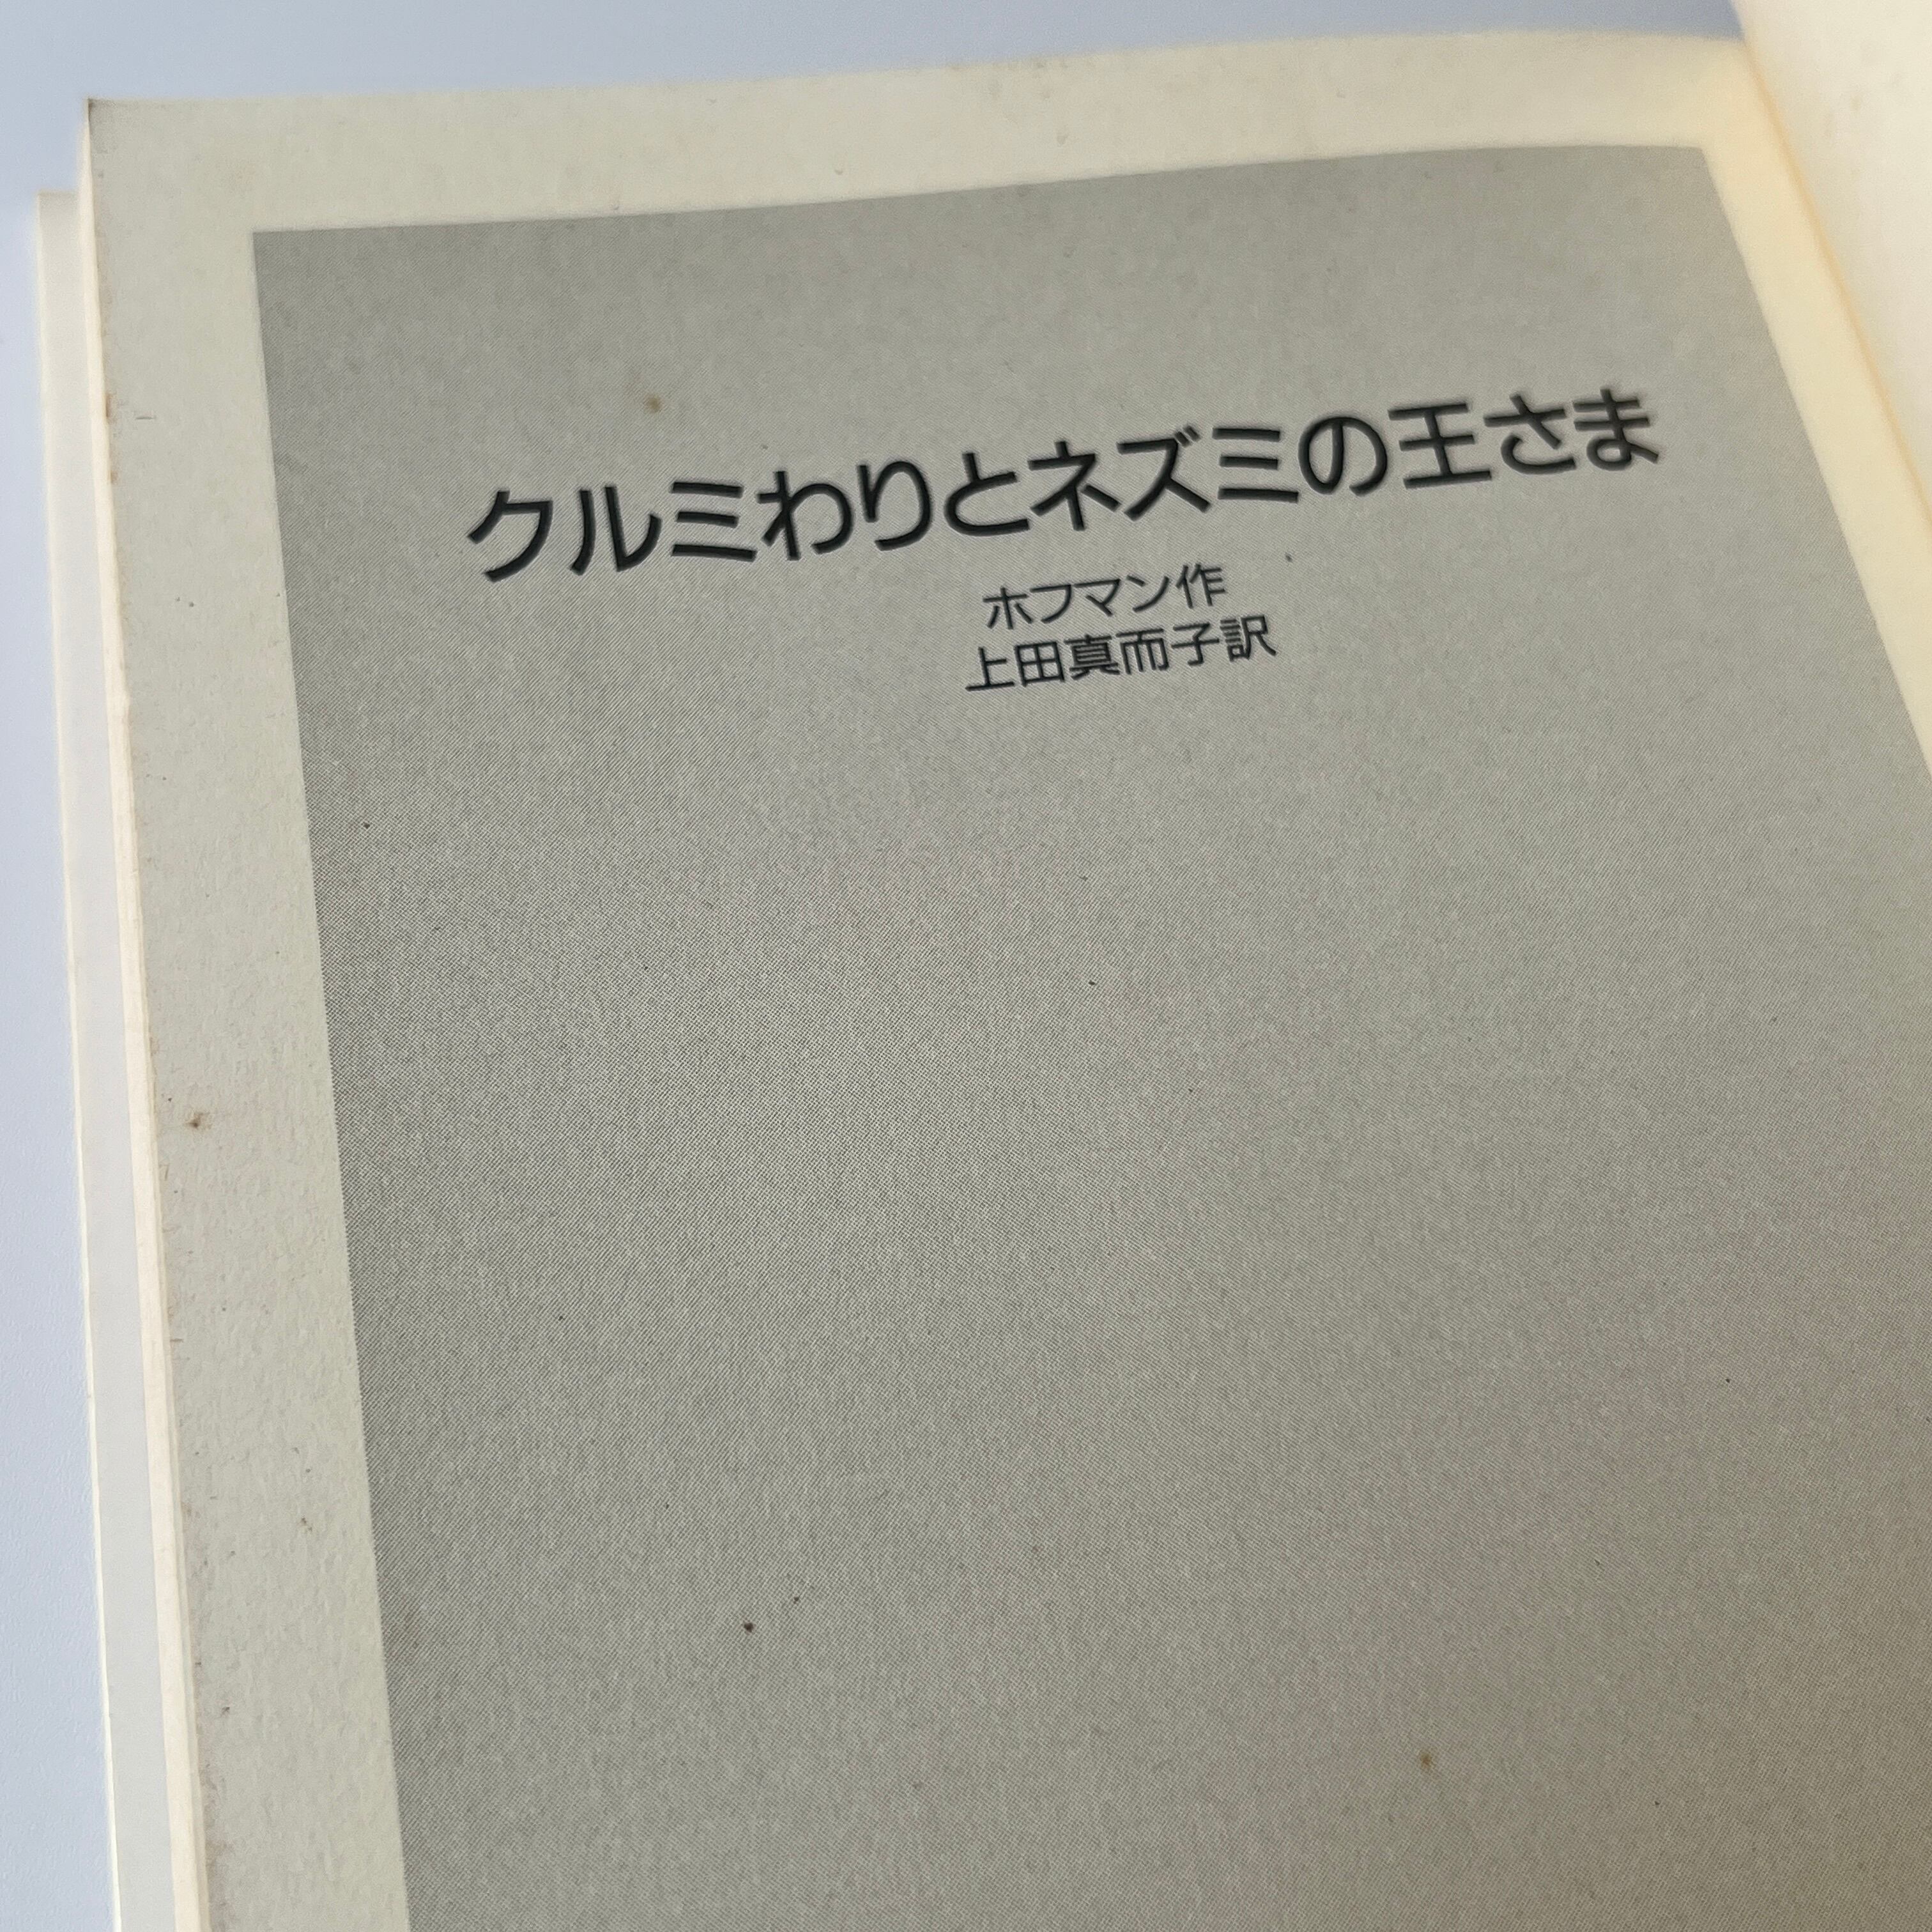 クルミわりとネズミの王さま
ホフマン作
上田真而子訳